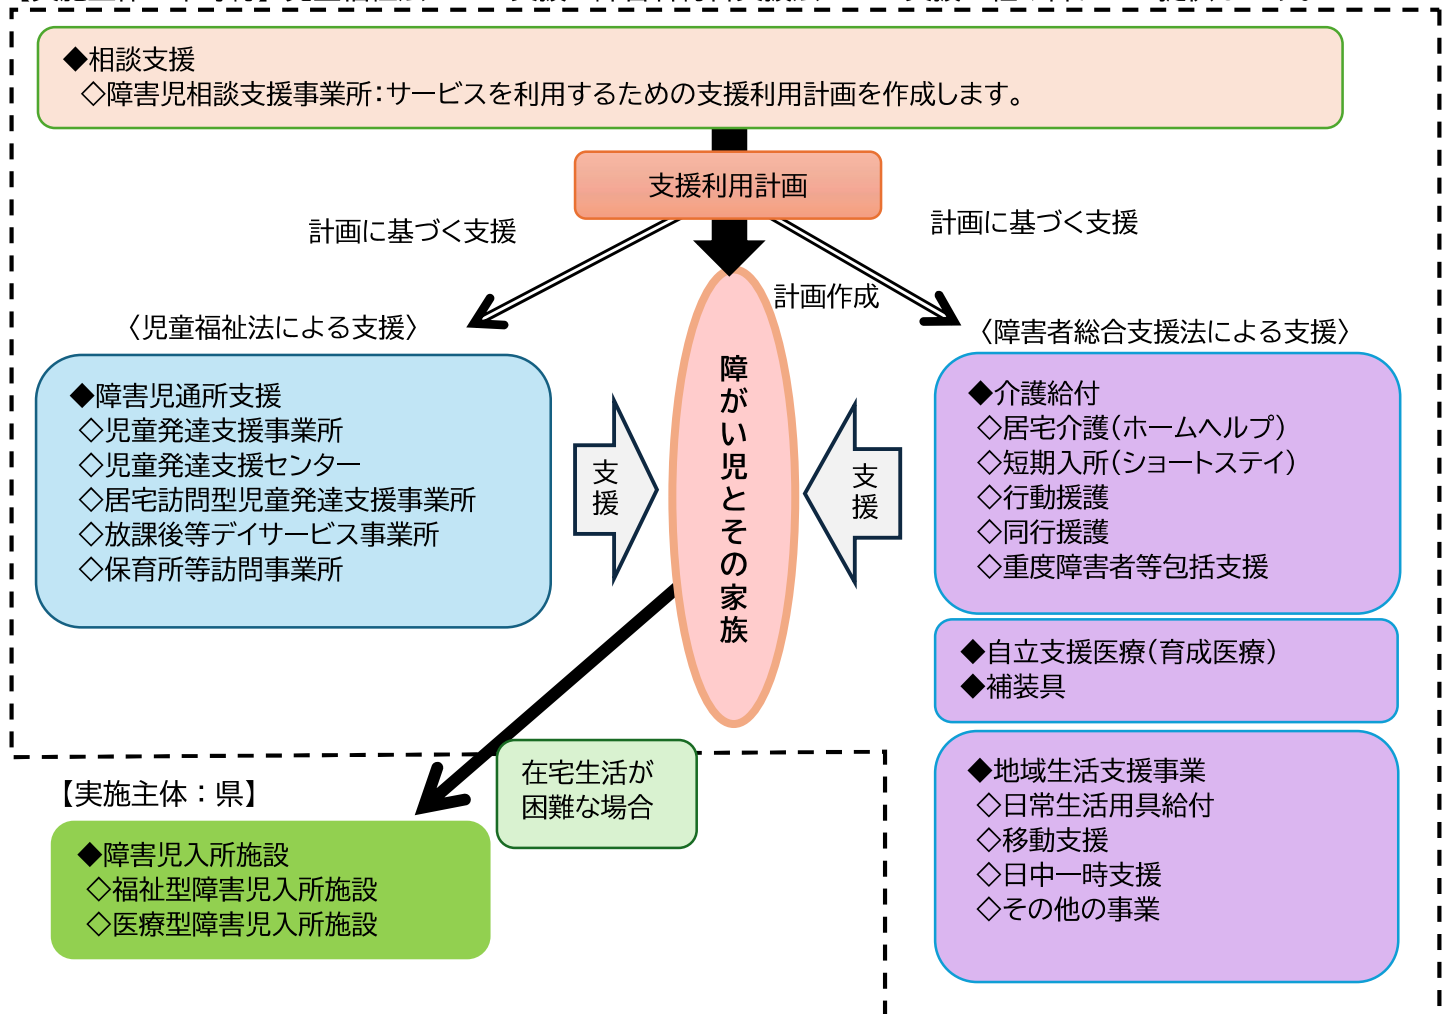 ◆相談支援
◇障害児相談支援事業所：サービスを利用するための支援利用計画を作成します。
支援利用計画
計画に基づく支援
計画に基づく支援
計画作成
〈児童福祉法による支援〉
〈障害者総合支援法による支援〉
◆障害児通所支援
◇児童発達支援事業所
◇児童発達支援センター
◇居宅訪問型児童発達支援事業所
◇放課後等デイサービス事業所
◇保育所等訪問事業所
支援
障がい児とその家族
支援
◆介護給付
◇居宅介護（ホームヘルプ）
◇短期入所（ショートステイ）
◇行動援護
◇同行援護
◇重度障害者等包括支援
◆自立支援医療（育成医療）
◆補装具
◆地域生活支援事業
◇日常生活用具給付
◇移動支援
◇日中一時支援
◇その他の事業
在宅生活が
困難な場合
【実施主体：県】
◆障害児入所施設
◇福祉型障害児入所施設
◇医療型障害児入所施設